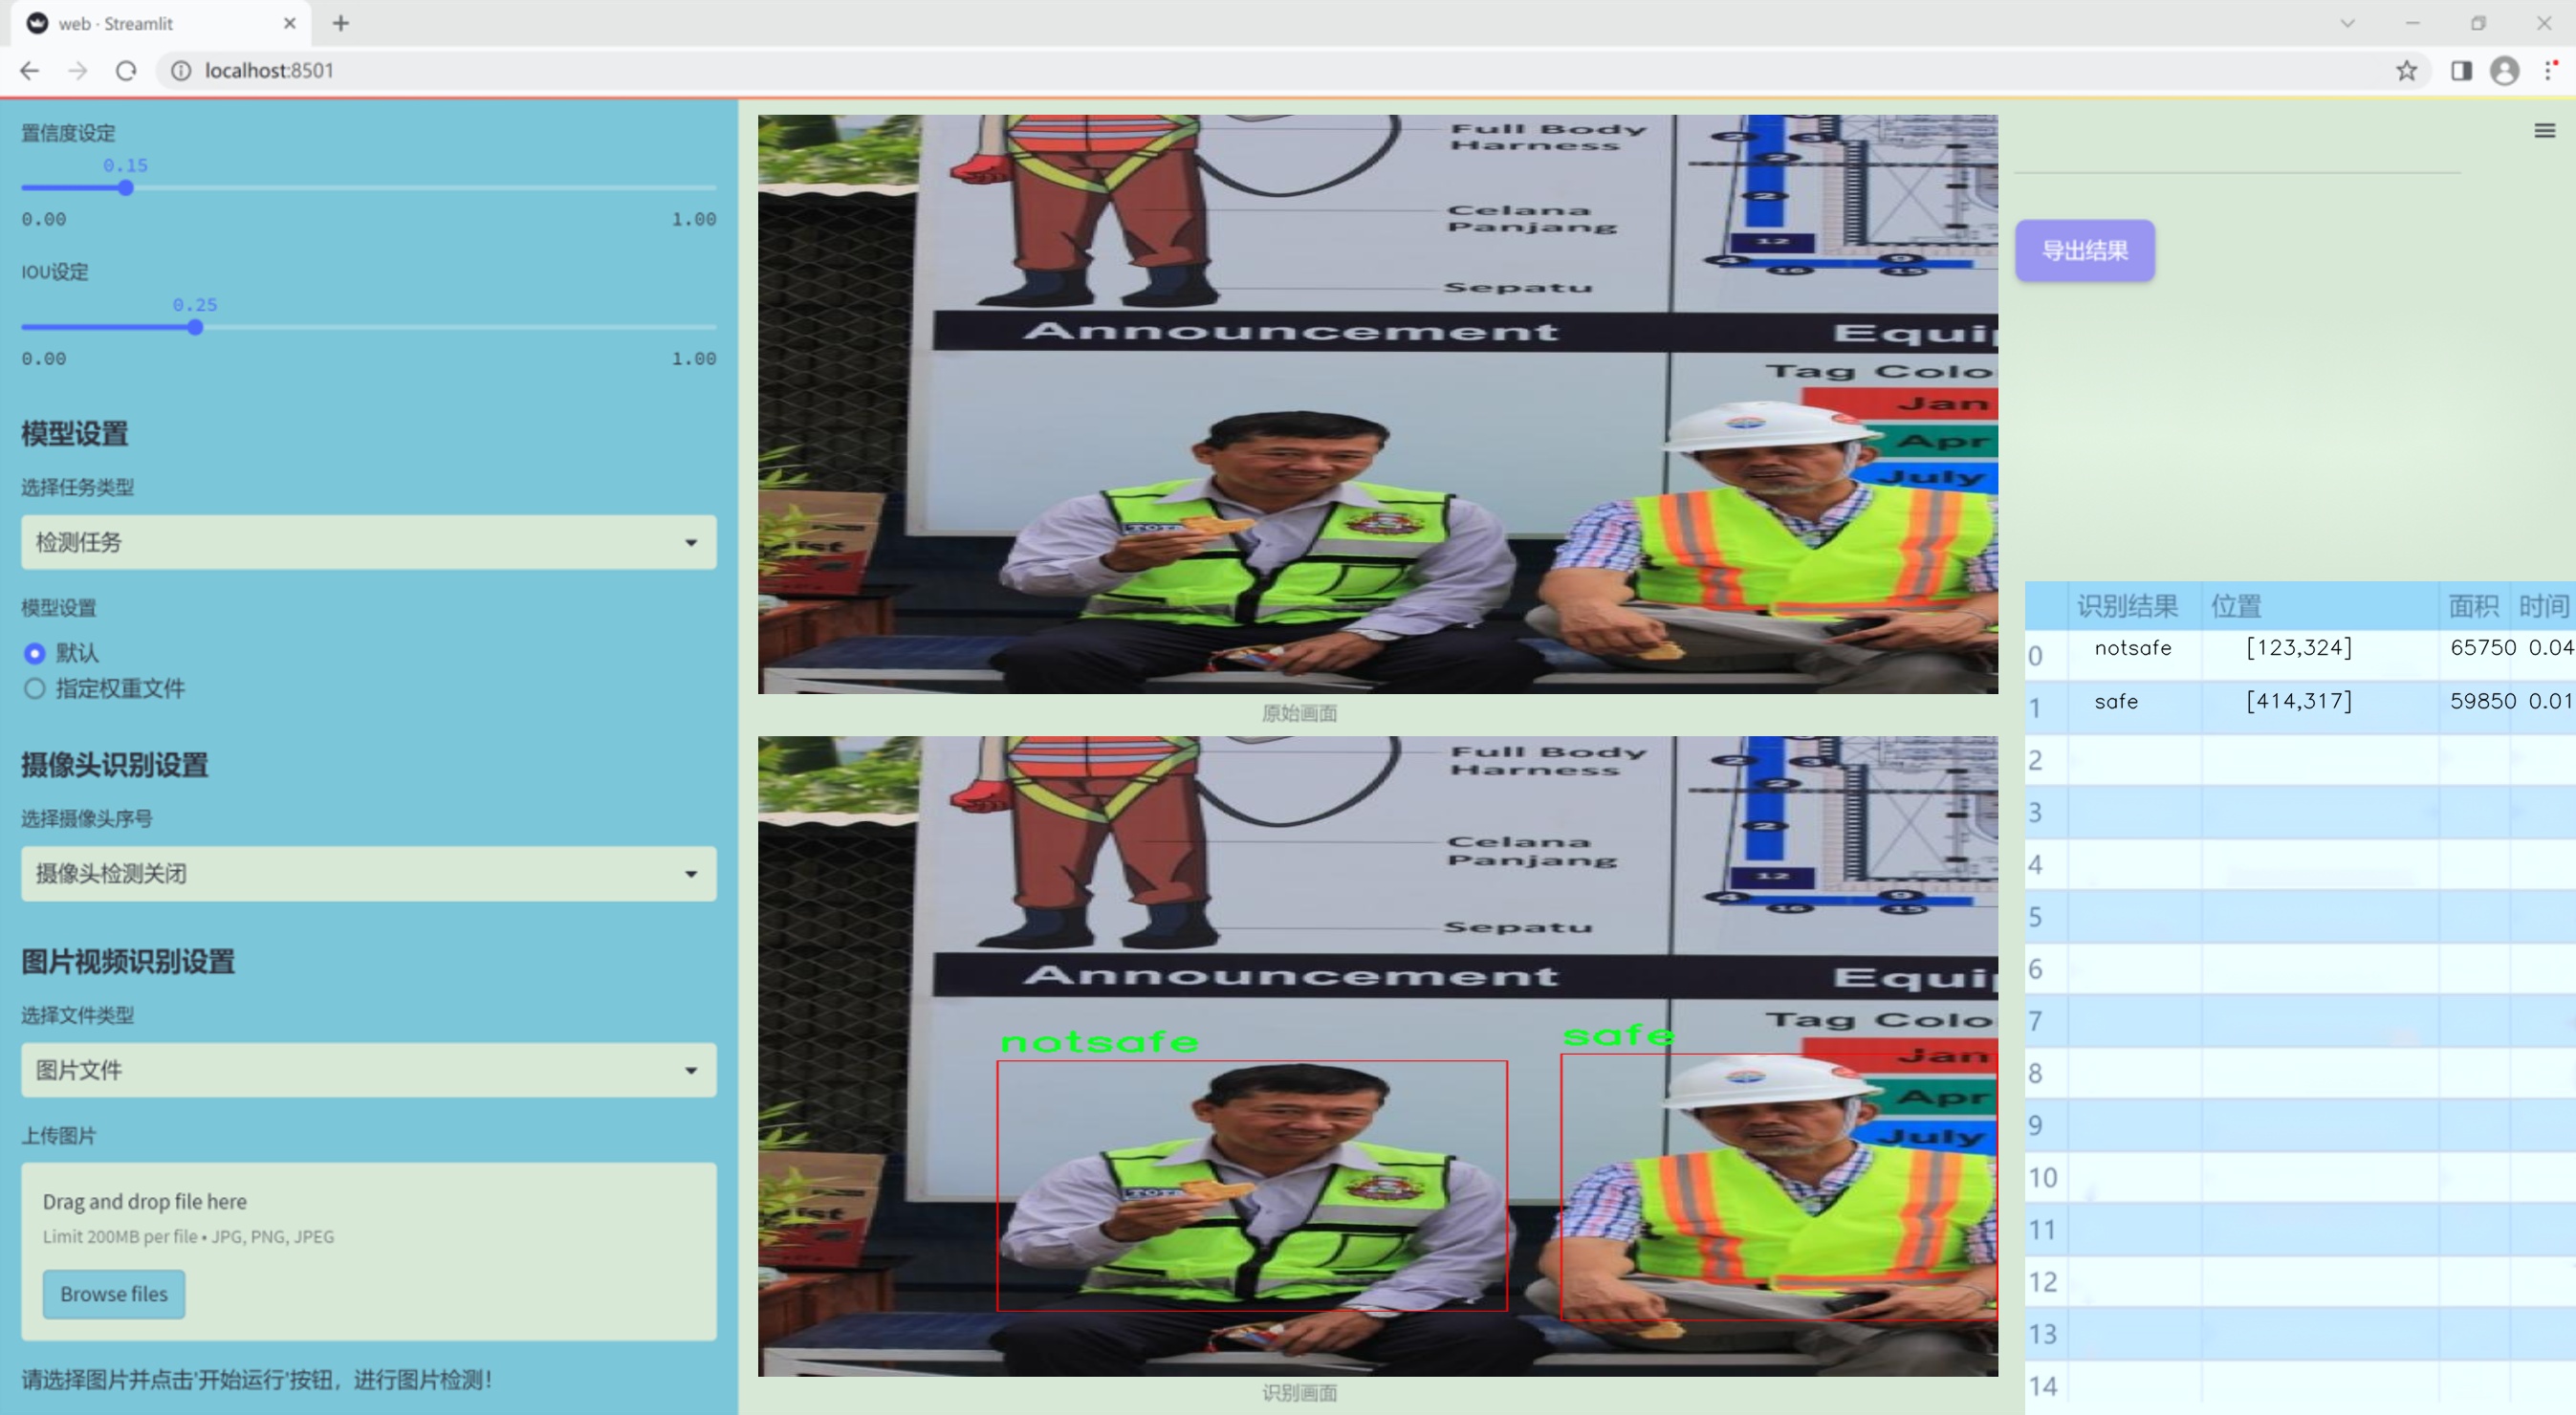 web · Streamlit
localhost:8501
置信度设定
0.15
0.00 1.00
IOU设定
0.25
0.00 1.00
模型设置
选择任务类型
检测任务
模型设置
默认
指定权重文件
摄像头识别设置
选择摄像头序号
摄像头检测关闭
图片视频识别设置
选择文件类型
图片文件
上传图片
Drag and drop file here
Limit 200MB per file • JPG, PNG, JPEG
Browse files
请选择图片并点击'开始运行'按钮，进行图片检测！
Full Body
Harness
Celana
Panjang
Sepatu
12
Announcement Equi
Tag Colo
Jan
Apr
July
原始画面
Full Body
Harness
Celana
Panjang
Sepatu
12
Announcement Equi
Tag Colo
notsafe safe
Jan
Apr
July
识别画面
导出结果
识别结果 位置 面积 时间
0 notsafe [123,324] 65750 0.04
1 safe [414,317] 59850 0.01
2
3
4
5
6
7
8
9
10
11
12
13
14